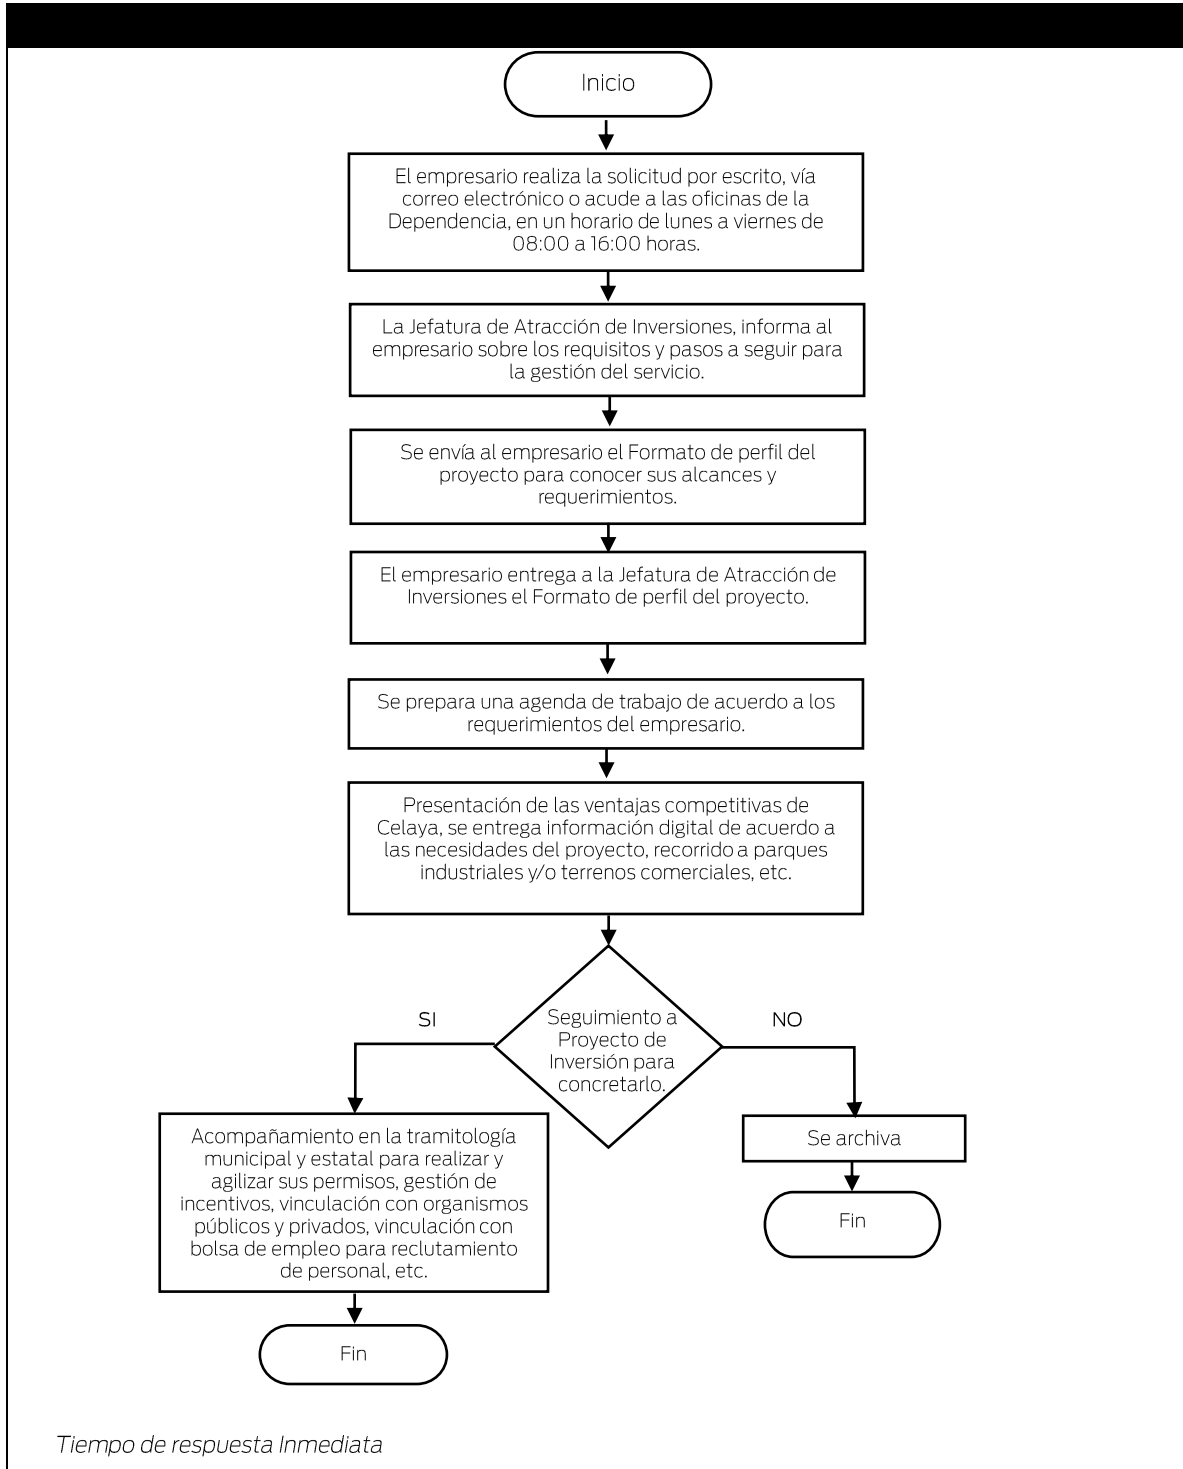 Inicio
El empresario realiza la solicitud por escrito, vía
correo electrónico o acude a las oficinas de la
Dependencia, en un horario de lunes a viernes de
08:00 a 16:00 horas.
La Jefatura de Atracción de Inversiones, informa al
empresario sobre los requisitos y pasos a seguir para
la gestión del servicio.
Se envía al empresario el Formato de perfil del
proyecto para conocer sus alcances y
requerimientos.
El empresario entrega a la Jefatura de Atracción de
Inversiones el Formato de perfil del proyecto.
Se prepara una agenda de trabajo de acuerdo a los
requerimientos del empresario.
Presentación de las ventajas competitivas de
Celaya, se entrega información digital de acuerdo a
las necesidades del proyecto, recorrido a parques
industriales y/o terrenos comerciales, etc.
Seguimiento a
Proyecto de
Inversión para
concretarlo.
SI
NO
Acompañamiento en la tramitología
municipal y estatal para realizar y
agilizar sus permisos, gestión de
incentivos, vinculación con organismos
públicos y privados, vinculación con
bolsa de empleo para reclutamiento
de personal, etc.
Fin
Se archiva
Fin
Tiempo de respuesta Inmediata